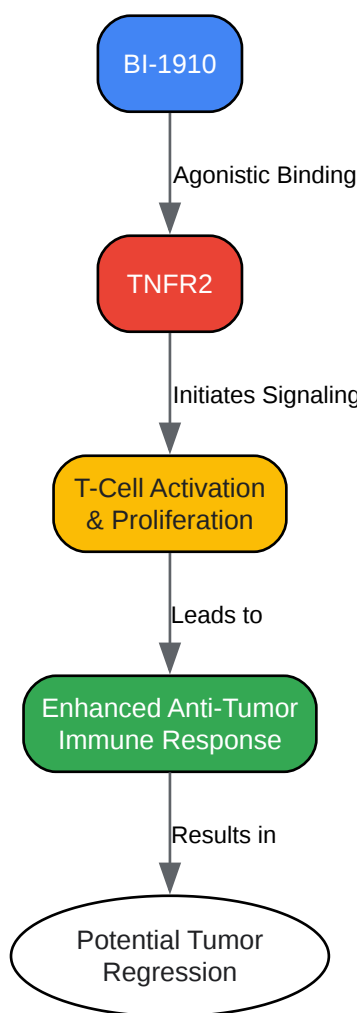 BI-1910
Agonistic Binding
TNFR2
Initiates Signaling
T-Cell Activation
& Proliferation
Leads to
Enhanced Anti-Tumor
Immune Response
Results in
Potential Tumor
Regression